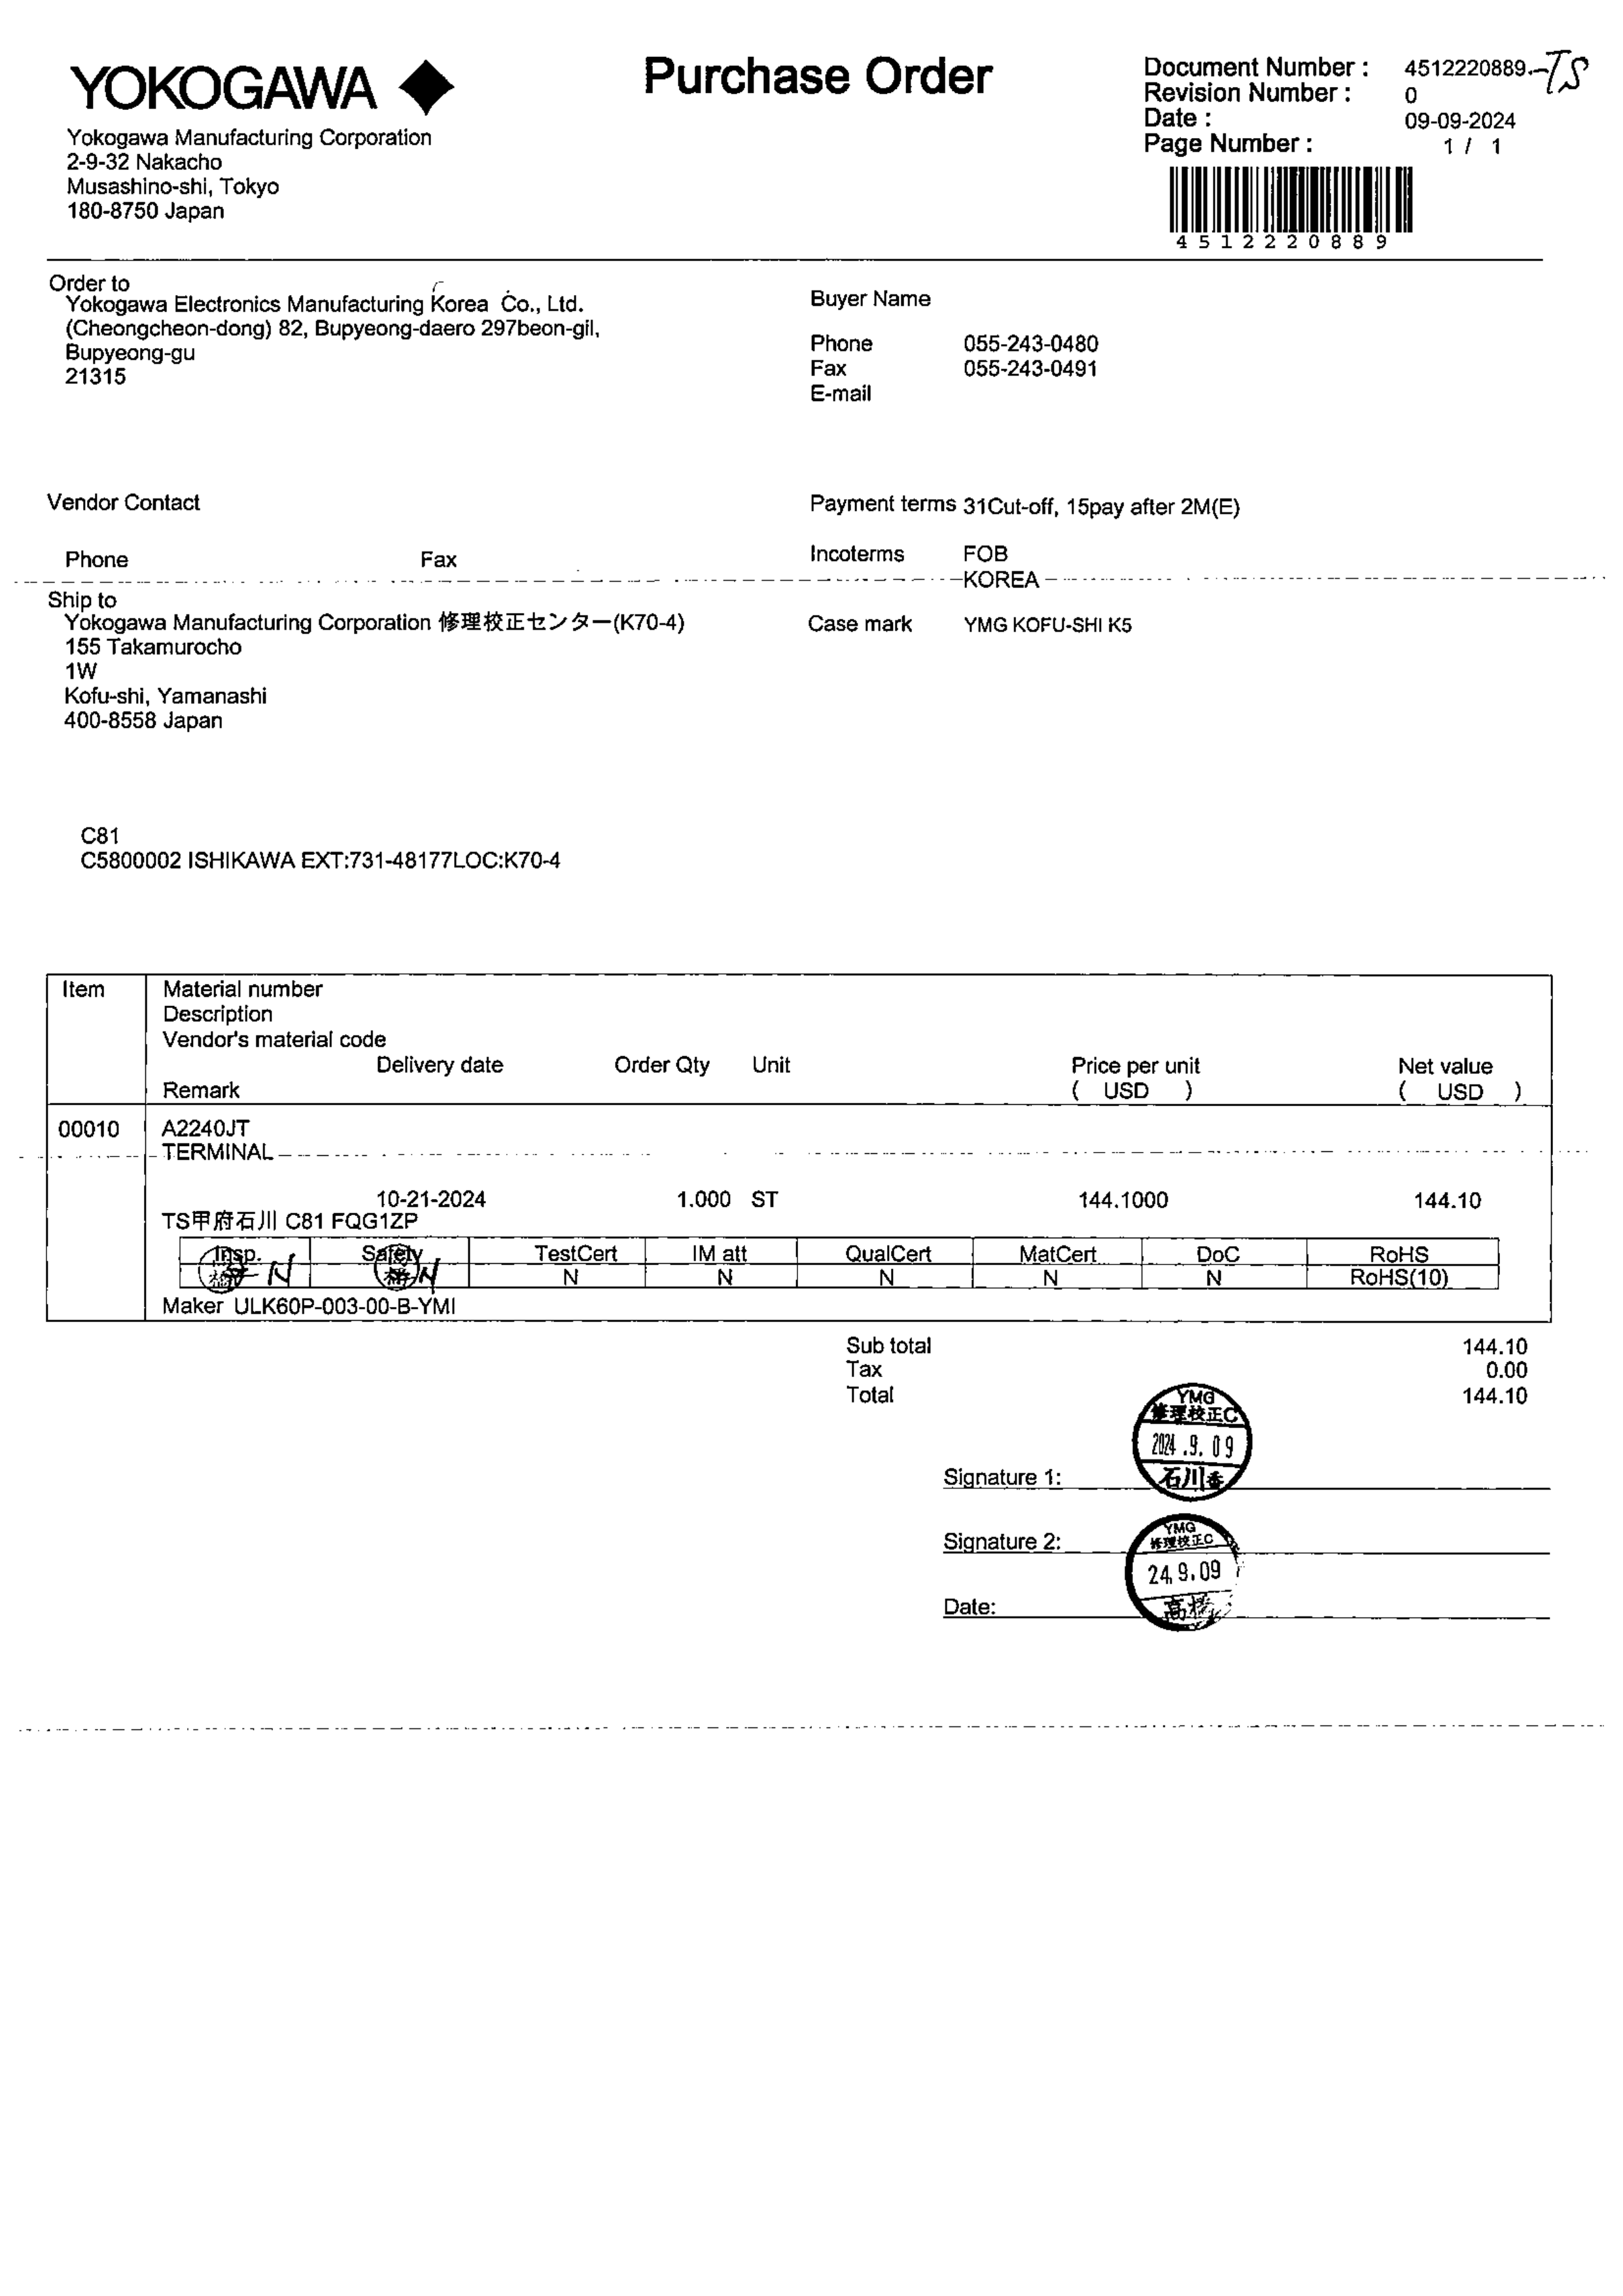 YOKOGAWA
Purchase Order
Document Number : 4512220889.-TS
Revision Number : 0
Date : 09-09-2024
Page Number : 1 / 1
4512220889
Yokogawa Manufacturing Corporation
2-9-32 Nakacho
Musashino-shi, Tokyo
180-8750 Japan
Order to
Yokogawa Electronics Manufacturing Korea Co., Ltd.
(Cheongcheon-dong) 82, Bupyeong-daero 297beon-gil,
Bupyeong-gu
21315
Buyer Name
Phone 055-243-0480
Fax 055-243-0491
E-mail
Vendor Contact
Phone Fax
Payment terms 31Cut-off, 15pay after 2M(E)
Incoterms FOB
KOREA
Ship to
Yokogawa Manufacturing Corporation 修理校正センター(K70-4)
155 Takamurocho
1W
Kofu-shi, Yamanashi
400-8558 Japan
Case mark YMG KOFU-SHI K5
C81
C5800002 ISHIKAWA EXT:731-48177LOC:K70-4
Item Material number
Description
Vendor's material code
Delivery date Order Qty Unit Price per unit Net value
Remark ( USD ) ( USD )
00010 A2240JT
TERMINAL
10-21-2024 1.000 ST 144.1000 144.10
TS甲府石川 C81 FQG1ZP
Insp. Safety TestCert IM att QualCert MatCert DoC RoHS
N N N N N N N RoHS(10)
Maker ULK60P-003-00-B-YMI
Sub total 144.10
Tax 0.00
Total 144.10
YMG
修理校正C
2024.9.09
石川香
Signature 1:
YMG
修理校正C
24.9.09
高橋
Signature 2:
Date: